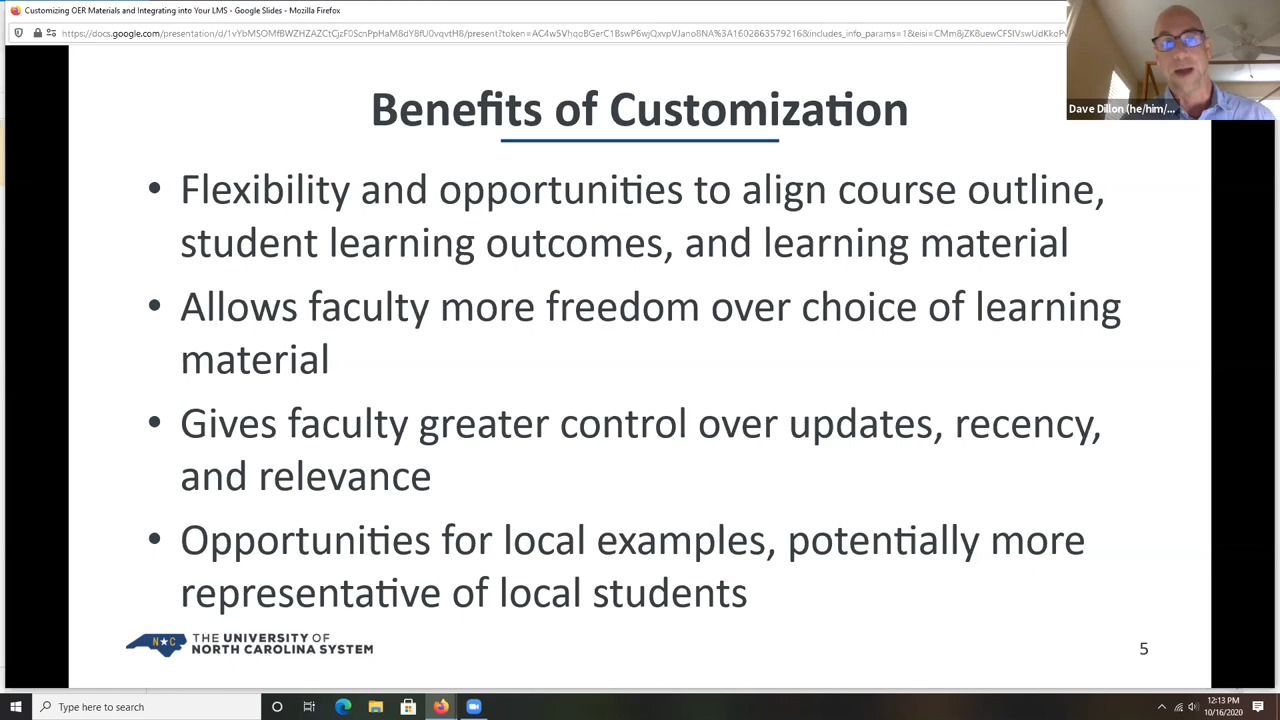 Customizing OER Materials and Integrating into Your LMS - Google Slides - Mozilla Firefox
Dave Dillon (he/him/...
Benefits of Customization
• Flexibility and opportunities to align course outline,
student learning outcomes, and learning material
• Allows faculty more freedom over choice of learning
material
• Gives faculty greater control over updates, recency,
and relevance
• Opportunities for local examples, potentially more
representative of local students
N★C
THE UNIVERSITY OF
NORTH CAROLINA SYSTEM
5
Type here to search
12:13 PM
10/16/2020